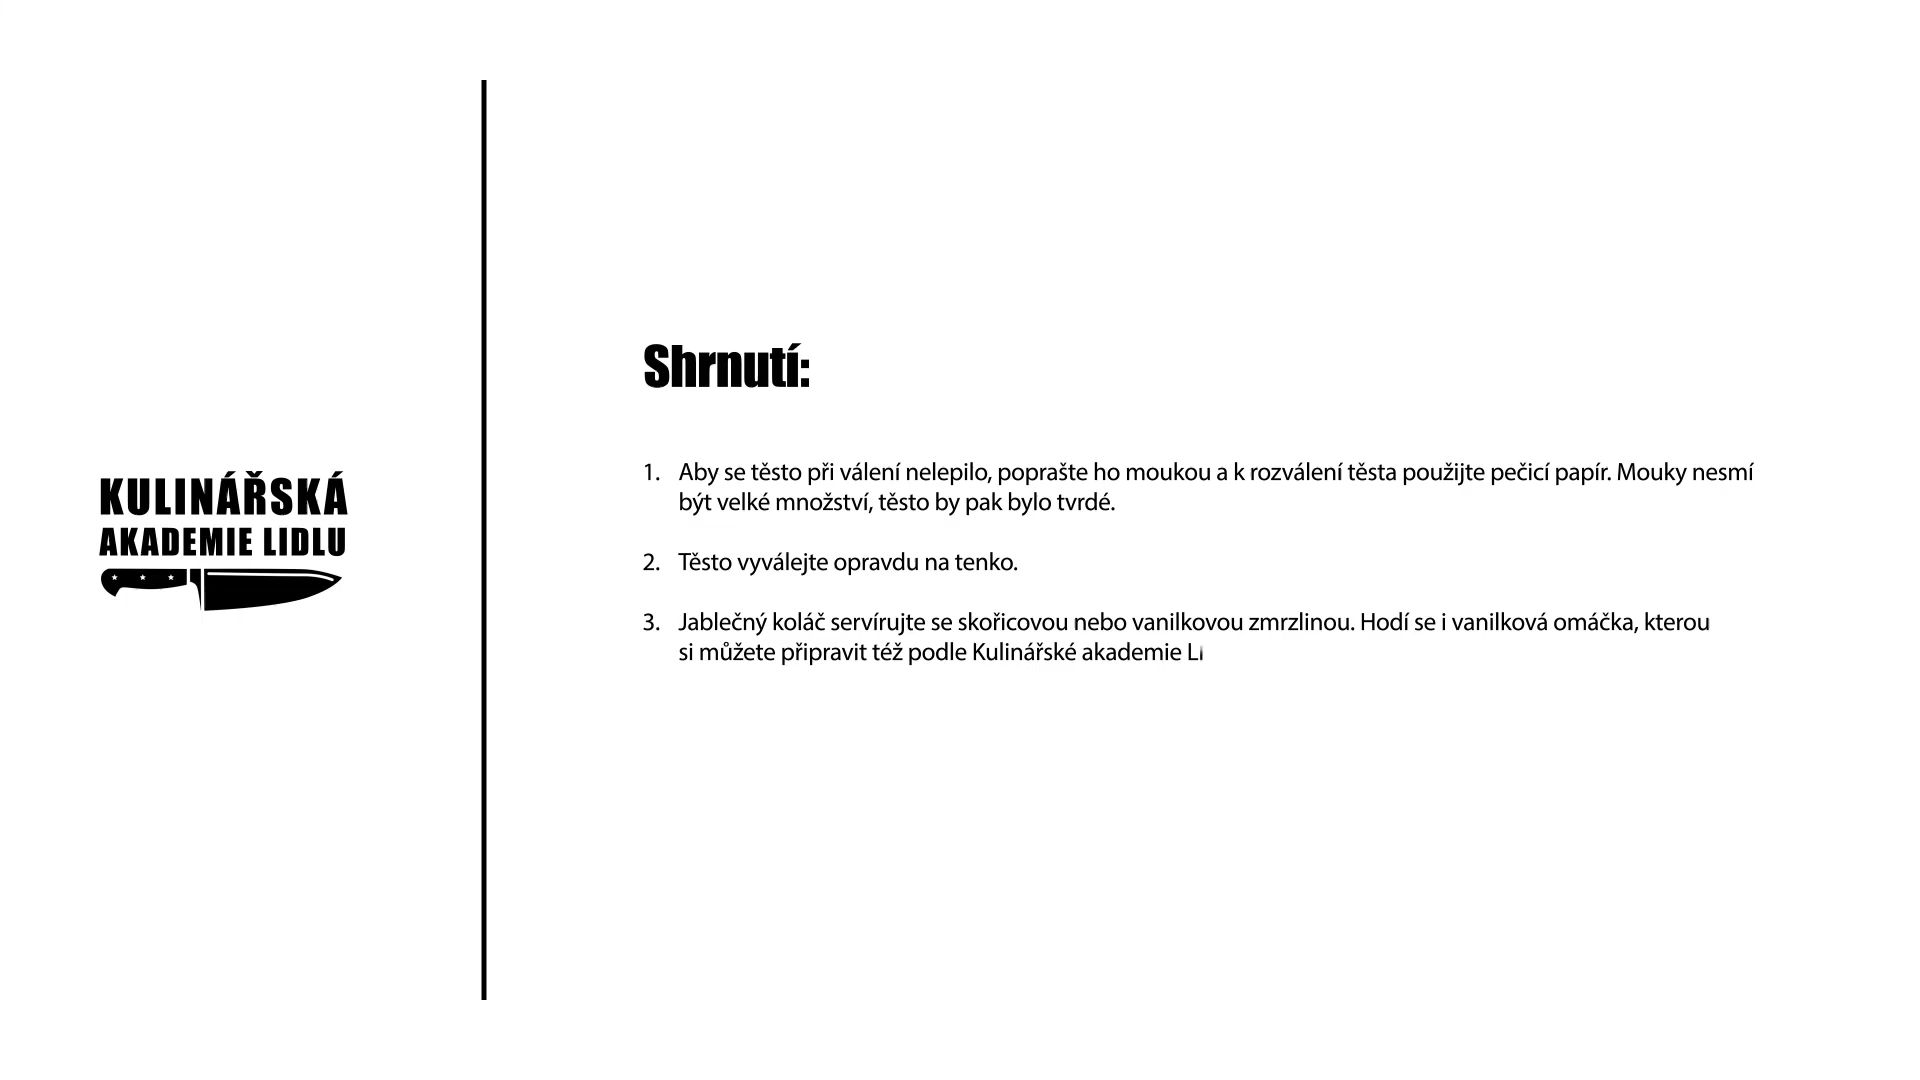 KULINÁŘSKÁ
AKADEMIE LIDLU
Shrnutí:
1. Aby se těsto při válení nelepilo, poprašte ho moukou a k rozválení těsta použijte pečicí papír. Mouky nesmí
být velké množství, těsto by pak bylo tvrdé.
2. Těsto vyválejte opravdu na tenko.
3. Jablečný koláč servírujte se skořicovou nebo vanilkovou zmrzlinou. Hodí se i vanilková omáčka, kterou
si můžete připravit též podle Kulinářské akademie Li